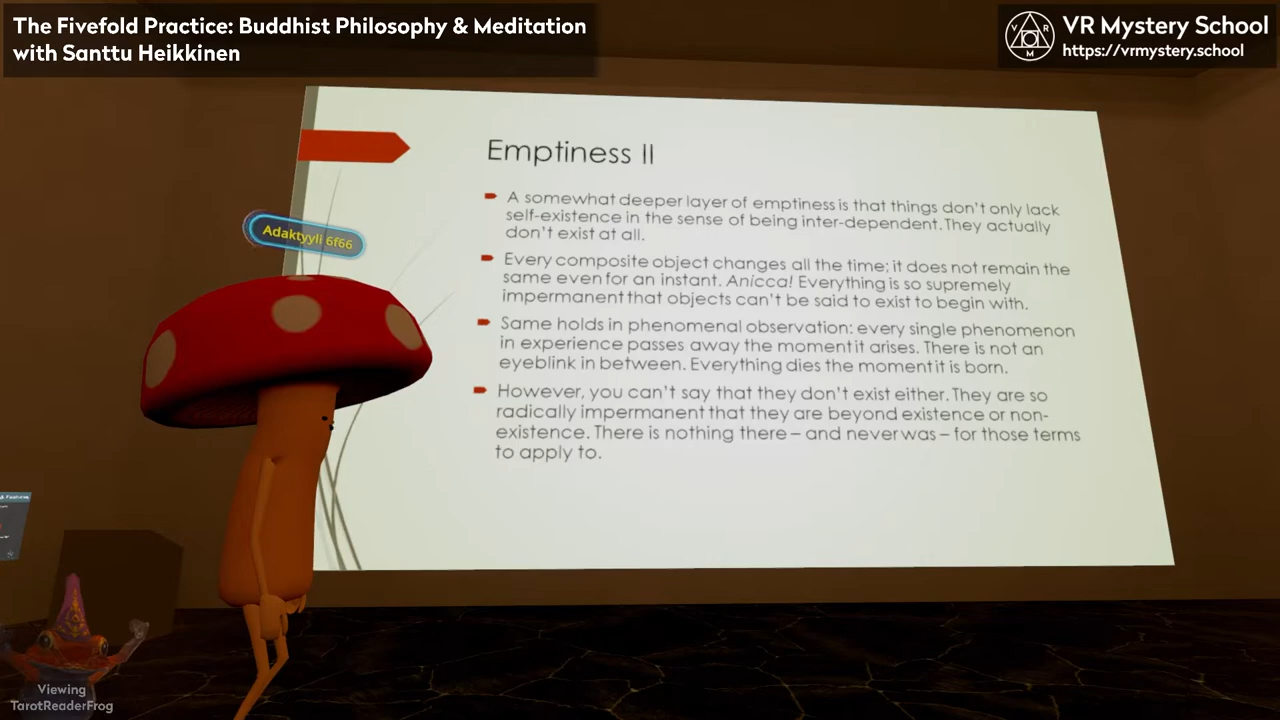 The Fivefold Practice: Buddhist Philosophy & Meditation
with Santtu Heikkinen
VR Mystery School
https://vrmystery.school
V R
M
Emptiness II
A somewhat deeper layer of emptiness is that things don't only lack
self-existence in the sense of being inter-dependent. They actually
don't exist at all.
Every composite object changes all the time; it does not remain the
same even for an instant. Anicca! Everything is so supremely
impermanent that objects can't be said to exist to begin with.
Same holds in phenomenal observation: every single phenomenon
in experience passes away the moment it arises. There is not an
eyeblink in between. Everything dies the moment it is born.
However, you can't say that they don't exist either. They are so
radically impermanent that they are beyond existence or non-
existence. There is nothing there – and never was – for those terms
to apply to.
Adaktyyli 6f66
Viewing
TarotReaderFrog